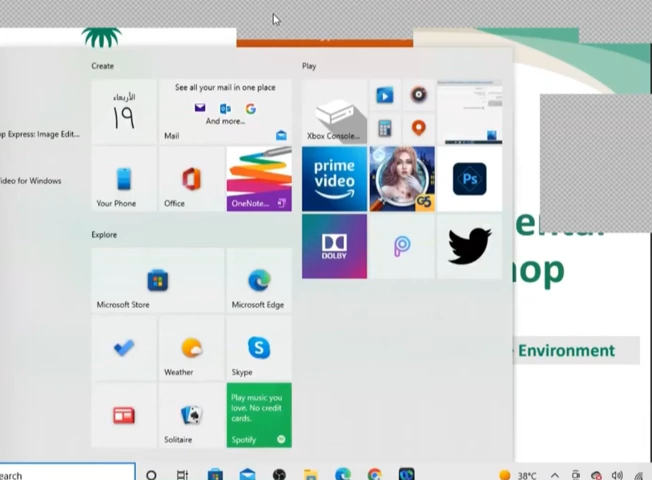 Create
Play
الأربعاء
١٩
See all your mail in one place
And more...
Mail
Xbox Console...
p Express: Image Edit...
ideo for Windows
Your Phone
Office
OneNote...
prime
video
G5
Ps
Explore
DOLBY
Microsoft Store
Microsoft Edge
hop
Environment
Weather
Skype
Play music you
love. No credit
cards.
Spotify
Solitaire
earch
38°C